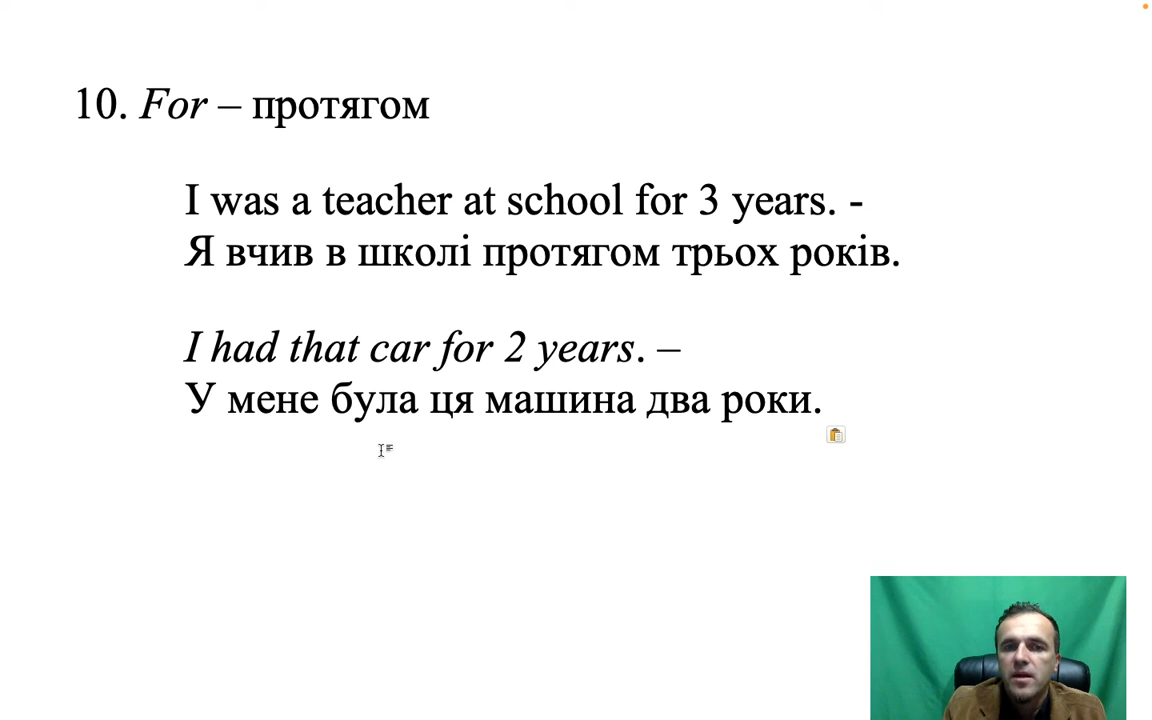 10. For – протягом
I was a teacher at school for 3 years. -
Я вчив в школі протягом трьох років.
I had that car for 2 years. –
У мене була ця машина два роки.